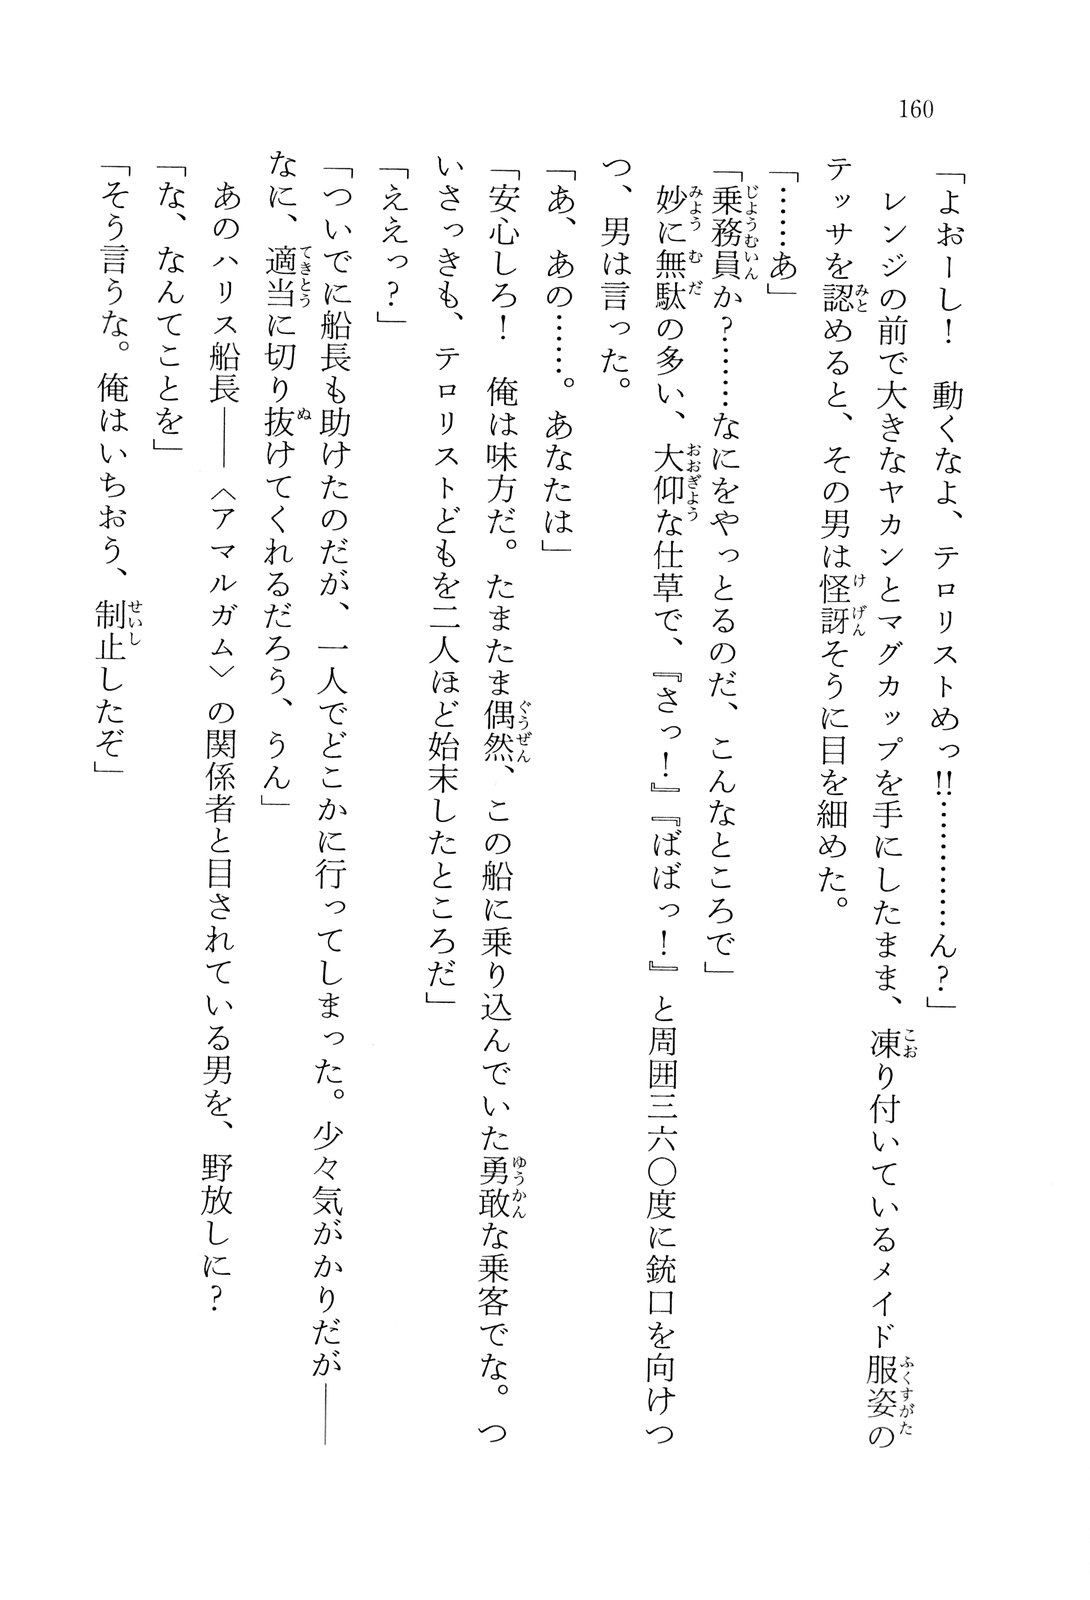 160
「よおーし！　動くなよ、テロリストめっ!!…………ん？」
　レンジの前で大きなヤカンとマグカップを手にしたまま、凍り付いているメイド服姿の
テッサを認めると、その男は怪訝そうに目を細めた。
「……あ」
「乗務員か？……なにをやっとるのだ、こんなところで」
　妙に無駄の多い、大仰な仕草で、『さっ！』『ばばっ！』と周囲三六〇度に銃口を向けつ
つ、男は言った。
「あ、あの……。あなたは」
「安心しろ！　俺は味方だ。たまたま偶然、この船に乗り込んでいた勇敢な乗客でな。つ
いさっきも、テロリストどもを二人ほど始末したところだ」
「ええっ？」
「ついでに船長も助けたのだが、一人でどこかに行ってしまった。少々気がかりだが――
なに、適当に切り抜けてくれるだろう、うん」
　あのハリス船長――〈アマルガム〉の関係者と目されている男を、野放しに？
「な、なんてことを」
「そう言うな。俺はいちおう、制止したぞ」